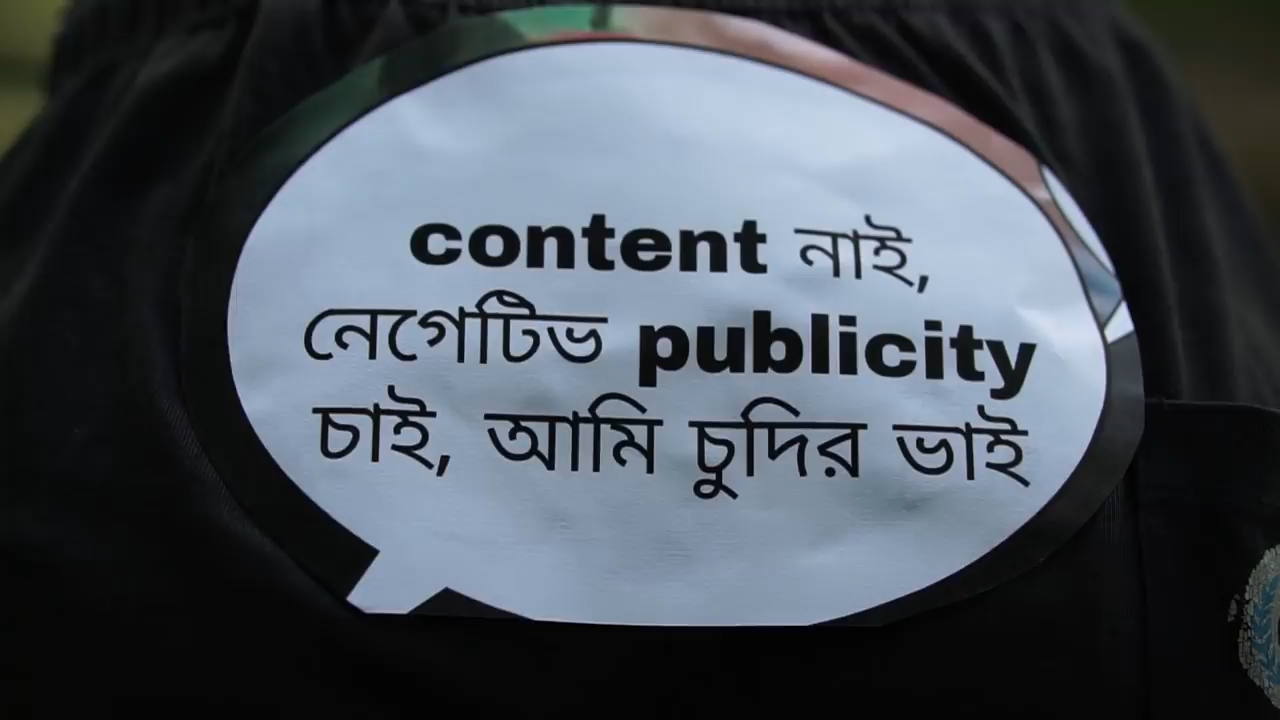 content নাই,
নেগেটিভ publicity
চাই, আমি চুদির ভাই